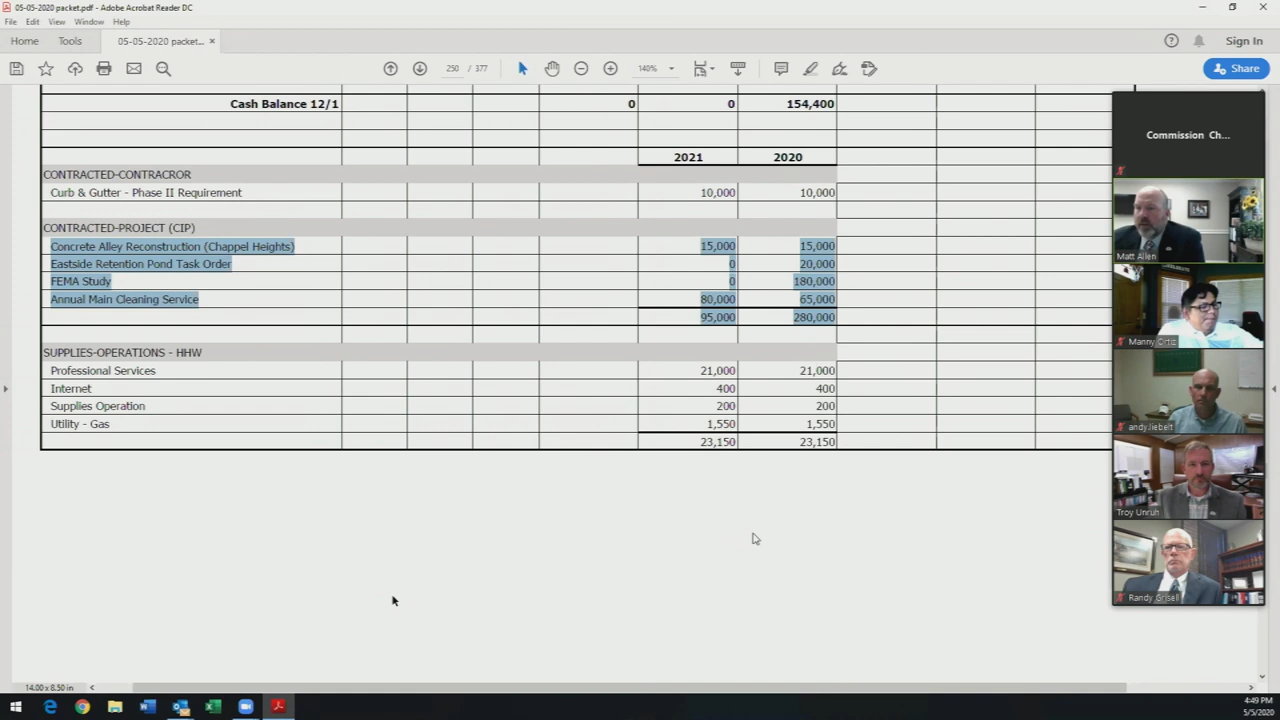 05-05-2020 packet.pdf - Adobe Acrobat Reader DC
File Edit View Window Help
Home Tools 05-05-2020 packet... × Sign In
250 / 377 140% Share
Cash Balance 12/1 0 0 154,400
2021 2020
CONTRACTED-CONTRACROR
Curb & Gutter - Phase II Requirement 10,000 10,000
CONTRACTED-PROJECT (CIP)
Concrete Alley Reconstruction (Chappel Heights) 15,000 15,000
Eastside Retention Pond Task Order 0 20,000
FEMA Study 0 180,000
Annual Main Cleaning Service 80,000 65,000
95,000 280,000
SUPPLIES-OPERATIONS - HHW
Professional Services 21,000 21,000
Internet 400 400
Supplies Operation 200 200
Utility - Gas 1,550 1,550
23,150 23,150
Commission Ch...
Matt Allen
Manny Ortiz
andy.liebelt
Troy Unruh
Randy Grisell
14.00 x 8.50 in
4:49 PM
5/5/2020